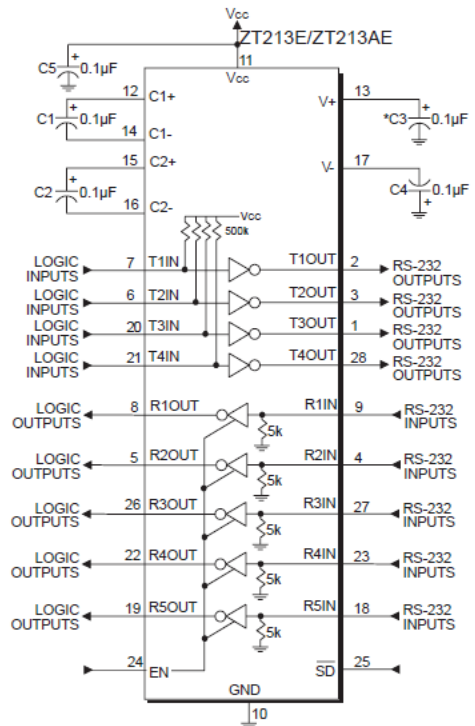 Vcc
ZT213E/ZT213AE
11
Vcc
C5 + 0.1µF
12 C1+
C1 + 0.1µF
14 C1-
15 C2+
C2 + 0.1µF
16 C2-
V+ 13
*C3 + 0.1µF
V- 17
C4 + 0.1µF
Vcc
500k
LOGIC INPUTS 7 T1IN T1OUT 2 RS-232 OUTPUTS
LOGIC INPUTS 6 T2IN T2OUT 3 RS-232 OUTPUTS
LOGIC INPUTS 20 T3IN T3OUT 1 RS-232 OUTPUTS
LOGIC INPUTS 21 T4IN T4OUT 28 RS-232 OUTPUTS
LOGIC OUTPUTS 8 R1OUT R1IN 9 RS-232 INPUTS
5k
LOGIC OUTPUTS 5 R2OUT R2IN 4 RS-232 INPUTS
5k
LOGIC OUTPUTS 26 R3OUT R3IN 27 RS-232 INPUTS
5k
LOGIC OUTPUTS 22 R4OUT R4IN 23 RS-232 INPUTS
5k
LOGIC OUTPUTS 19 R5OUT R5IN 18 RS-232 INPUTS
5k
24 EN SD 25
GND
10